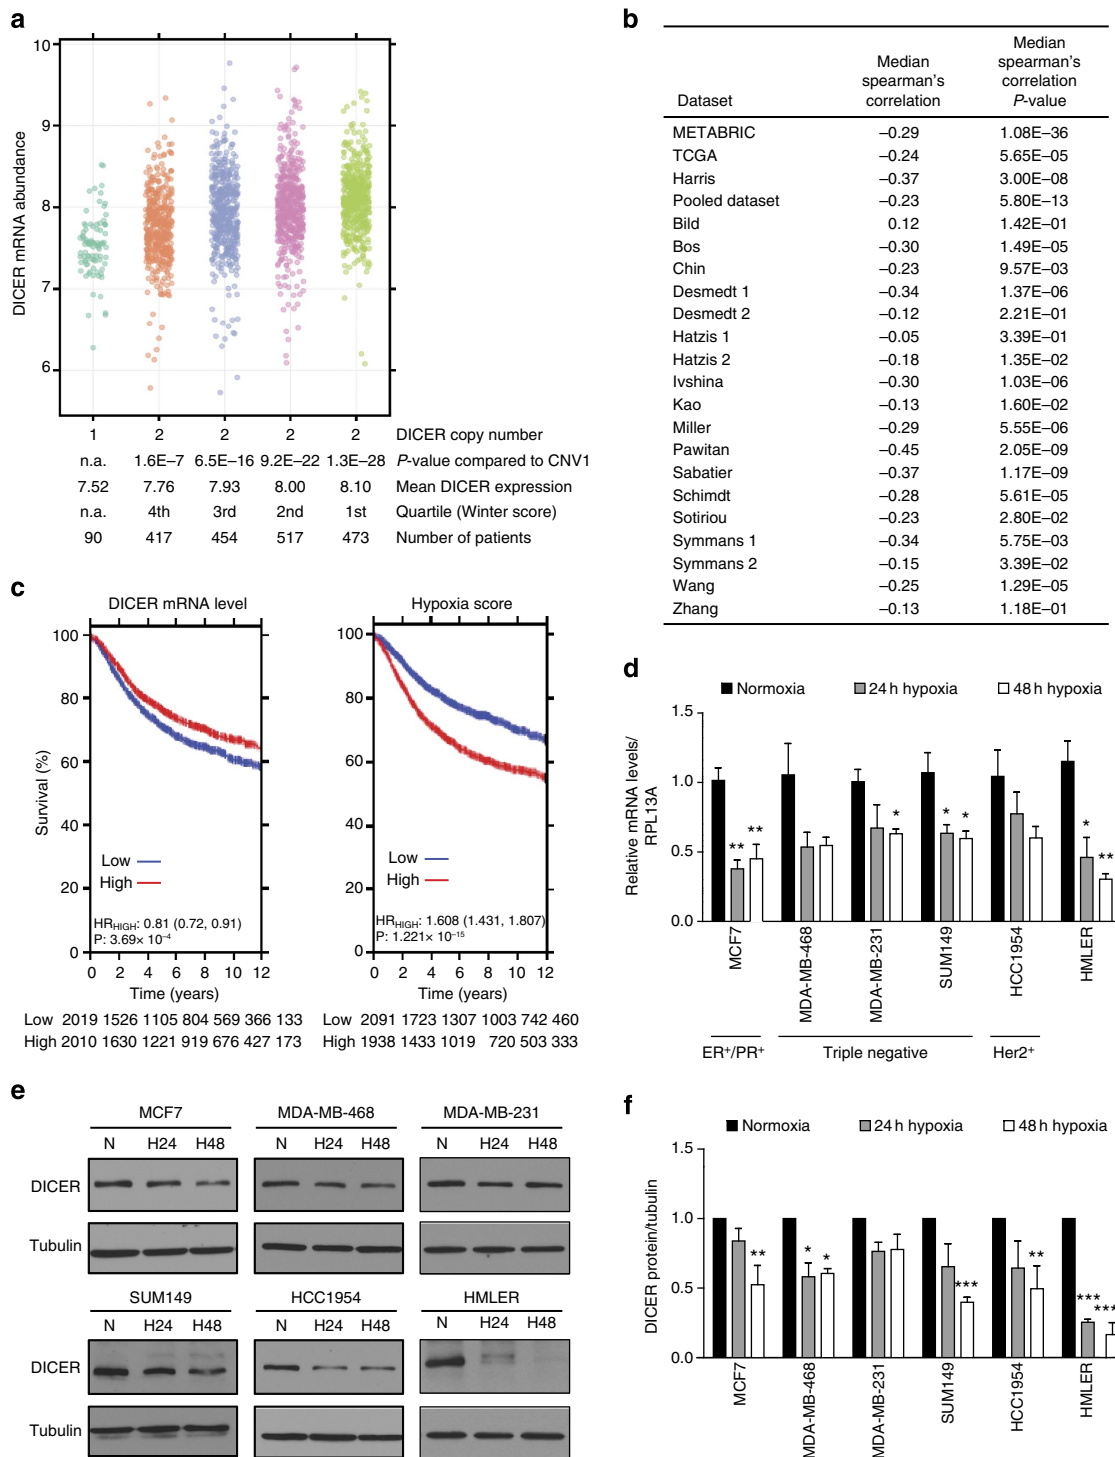 a
10
9
8
7
6
DICER mRNA abundance
1 2 2 2 2 DICER copy number
n.a. 1.6E–7 6.5E–16 9.2E–22 1.3E–28 P-value compared to CNV1
7.52 7.76 7.93 8.00 8.10 Mean DICER expression
n.a. 4th 3rd 2nd 1st Quartile (Winter score)
90 417 454 517 473 Number of patients
b
Dataset Median spearman's correlation Median spearman's correlation P-value
METABRIC –0.29 1.08E–36
TCGA –0.24 5.65E–05
Harris –0.37 3.00E–08
Pooled dataset –0.23 5.80E–13
Bild 0.12 1.42E–01
Bos –0.30 1.49E–05
Chin –0.23 9.57E–03
Desmedt 1 –0.34 1.37E–06
Desmedt 2 –0.12 2.21E–01
Hatzis 1 –0.05 3.39E–01
Hatzis 2 –0.18 1.35E–02
Ivshina –0.30 1.03E–06
Kao –0.13 1.60E–02
Miller –0.29 5.55E–06
Pawitan –0.45 2.05E–09
Sabatier –0.37 1.17E–09
Schimdt –0.28 5.61E–05
Sotiriou –0.23 2.80E–02
Symmans 1 –0.34 5.75E–03
Symmans 2 –0.15 3.39E–02
Wang –0.25 1.29E–05
Zhang –0.13 1.18E–01
c
DICER mRNA level
100
80
60
40
20
0
Survival (%)
Low
High
HRHIGH: 0.81 (0.72, 0.91)
P: 3.69× 10–4
0 2 4 6 8 10 12
Time (years)
Low 2019 1526 1105 804 569 366 133
High 2010 1630 1221 919 676 427 173
Hypoxia score
100
80
60
40
20
0
Low
High
HRHIGH: 1.608 (1.431, 1.807)
P: 1.221× 10–15
0 2 4 6 8 10 12
Time (years)
Low 2091 1723 1307 1003 742 460
High 1938 1433 1019 720 503 333
d
Normoxia 24 h hypoxia 48 h hypoxia
1.5
1.0
0.5
0.0
Relative mRNA levels/
RPL13A
** ** * * * * **
MCF7 MDA-MB-468 MDA-MB-231 SUM149 HCC1954 HMLER
ER+/PR+ Triple negative Her2+
e
MCF7 MDA-MB-468 MDA-MB-231
N H24 H48 N H24 H48 N H24 H48
DICER
Tubulin
SUM149 HCC1954 HMLER
N H24 H48 N H24 H48 N H24 H48
DICER
Tubulin
f
Normoxia 24 h hypoxia 48 h hypoxia
1.5
1.0
0.5
0.0
DICER protein/tubulin
** * * *** ** *** ***
MCF7 MDA-MB-468 MDA-MB-231 SUM149 HCC1954 HMLER